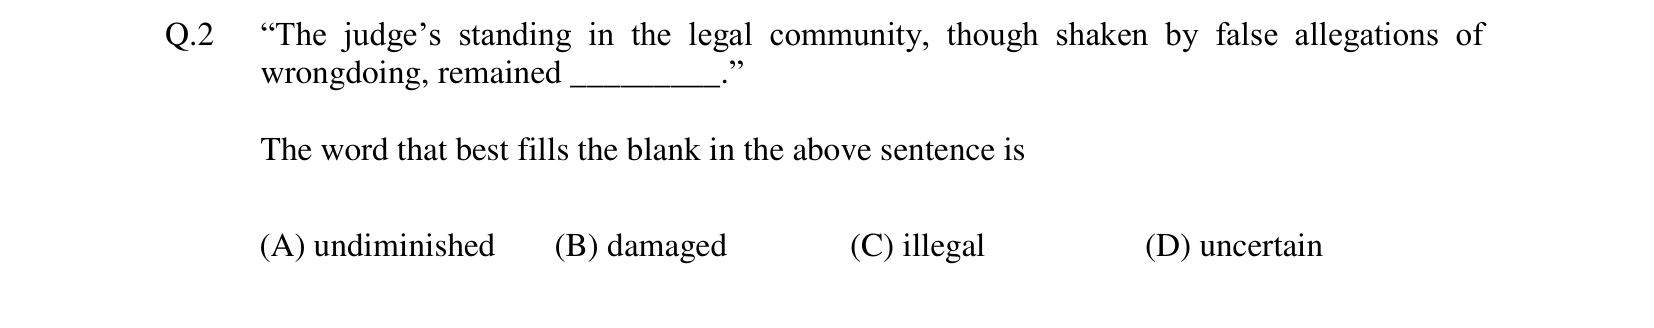 Q.2 “The judge’s standing in the legal community, though shaken by false allegations of
wrongdoing, remained _________.”
The word that best fills the blank in the above sentence is
(A) undiminished (B) damaged (C) illegal (D) uncertain